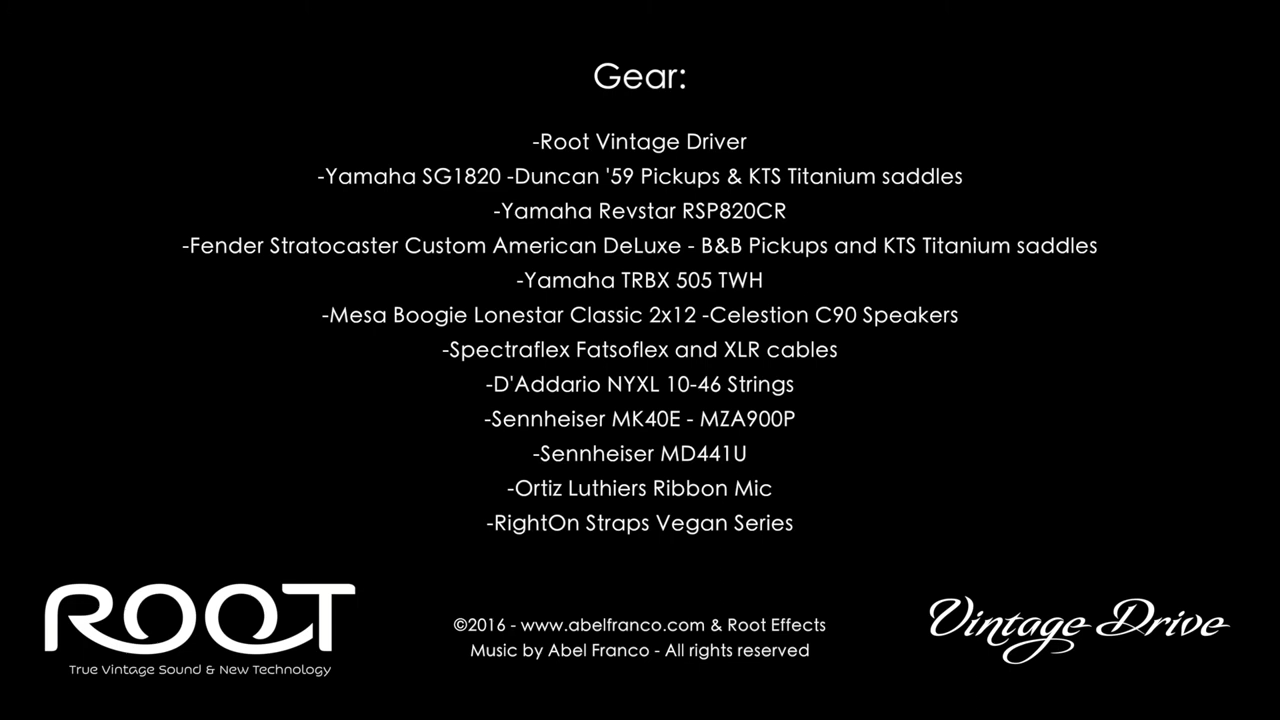 Gear:
-Root Vintage Driver
-Yamaha SG1820 -Duncan '59 Pickups & KTS Titanium saddles
-Yamaha Revstar RSP820CR
-Fender Stratocaster Custom American DeLuxe - B&B Pickups and KTS Titanium saddles
-Yamaha TRBX 505 TWH
-Mesa Boogie Lonestar Classic 2x12 -Celestion C90 Speakers
-Spectraflex Fatsoflex and XLR cables
-D'Addario NYXL 10-46 Strings
-Sennheiser MK40E - MZA900P
-Sennheiser MD441U
-Ortiz Luthiers Ribbon Mic
-RightOn Straps Vegan Series
ROOT
True Vintage Sound & New Technology
©2016 - www.abelfranco.com & Root Effects
Music by Abel Franco - All rights reserved
Vintage Drive